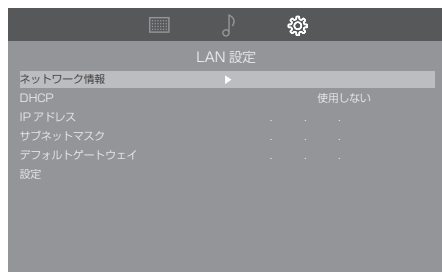 LAN 設定
ネットワーク情報
DHCP 使用しない
IP アドレス . . .
サブネットマスク . . .
デフォルトゲートウェイ . . .
設定